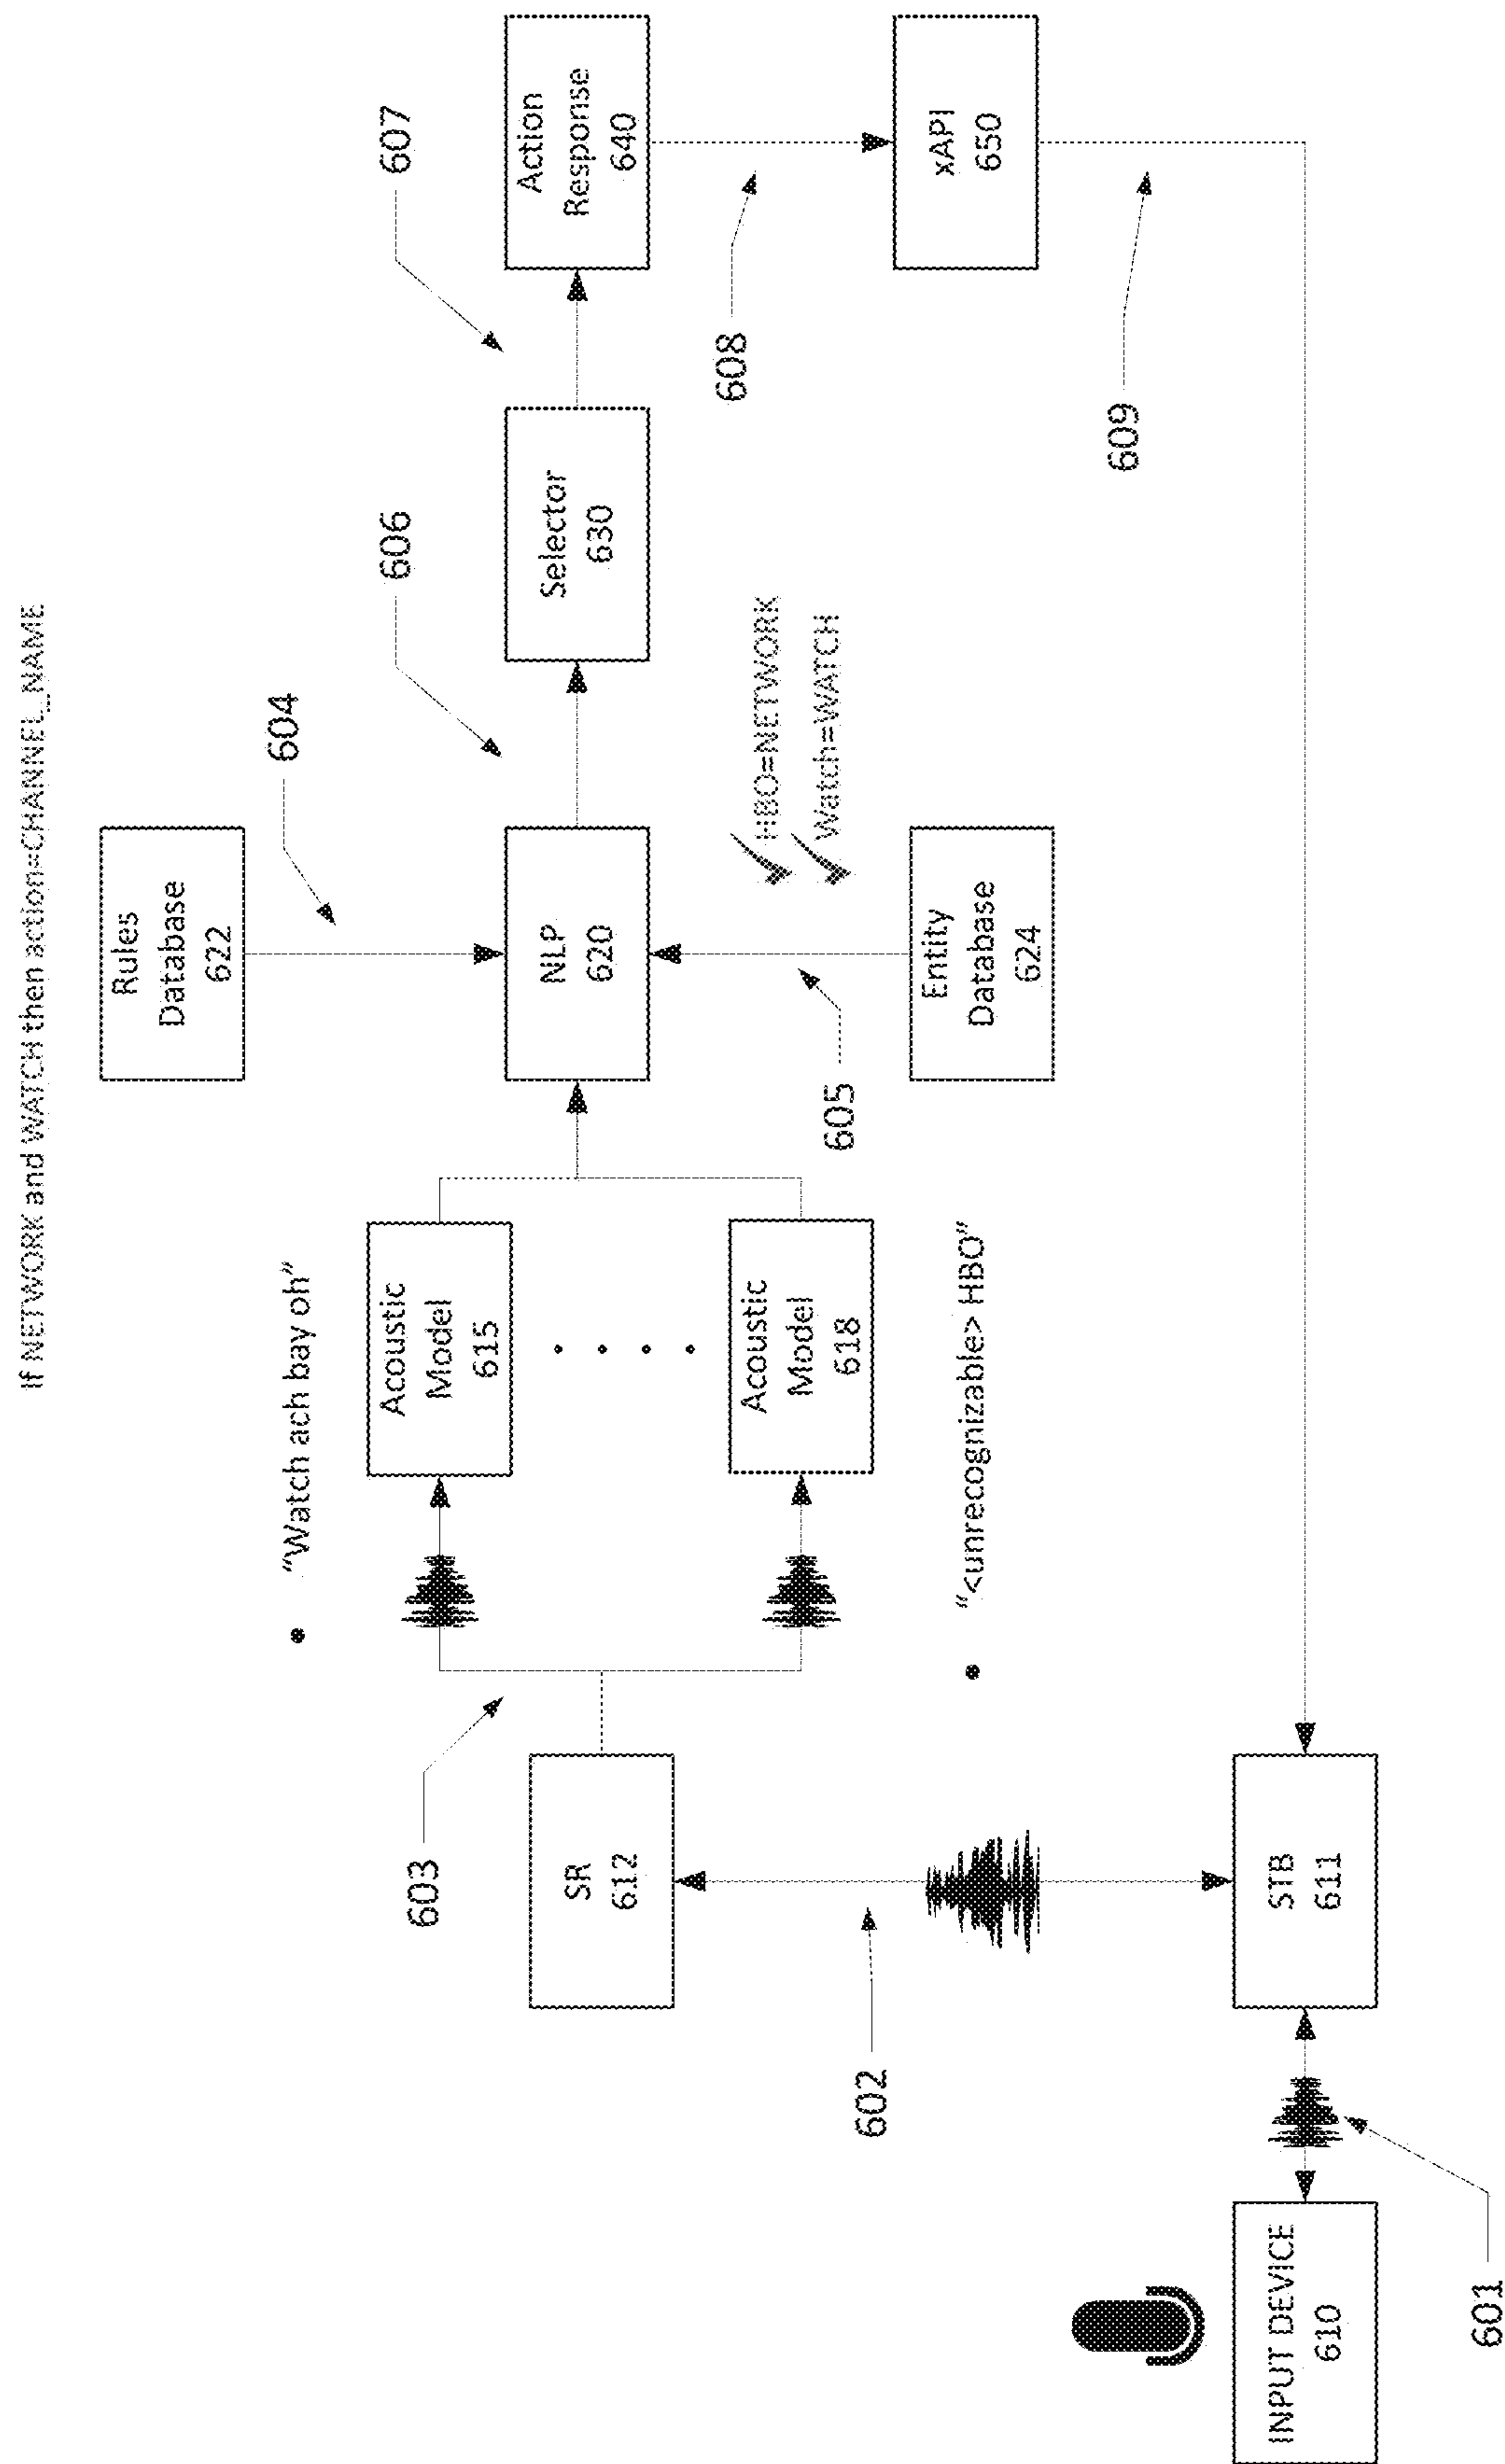 If NETWORK and WATCH then action=CHANNEL_NAME
Rules
Database
622
604
606
607
• “Watch ach bay oh”
603
Acoustic
Model
615
NLP
620
Selector
630
Action
Response
640
SR
612
Acoustic
Model
618
HBO=NETWORK
Watch=WATCH
608
605
602
• “<unrecognizable> HBO”
Entity
Database
624
xAPI
650
609
INPUT DEVICE
610
STB
611
601